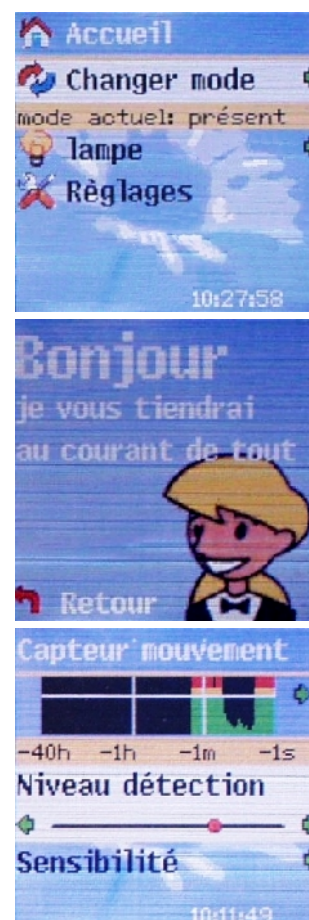 Accueil
Changer mode
mode actuel: présent
lampe
Règlages
10:27:58
Bonjour
je vous tiendrai
au courant de tout
Retour
Capteur mouvement
-40h -1h -1m -1s
Niveau détection
Sensibilité
10:11:49